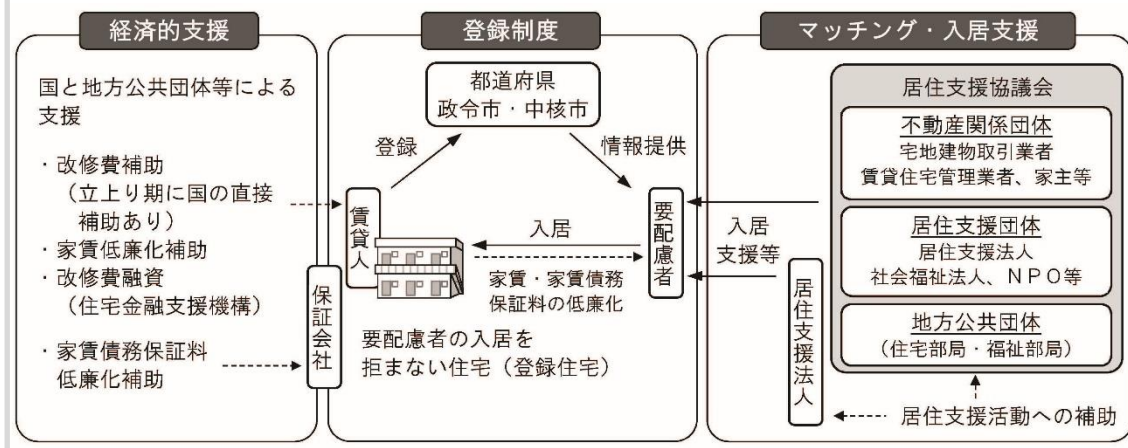 経済的支援
国と地方公共団体等による
支援
・改修費補助
（立上り期に国の直接
補助あり）
・家賃低廉化補助
・改修費融資
（住宅金融支援機構）
・家賃債務保証料
低廉化補助
登録制度
都道府県
政令市・中核市
登録
情報提供
賃貸人
保証会社
入居
家賃・家賃債務
保証料の低廉化
要配慮者
要配慮者の入居を
拒まない住宅（登録住宅）
マッチング・入居支援
入居
支援等
居住支援法人
居住支援協議会
不動産関係団体
宅地建物取引業者
賃貸住宅管理業者、家主等
居住支援団体
居住支援法人
社会福祉法人、ＮＰＯ等
地方公共団体
（住宅部局・福祉部局）
居住支援活動への補助